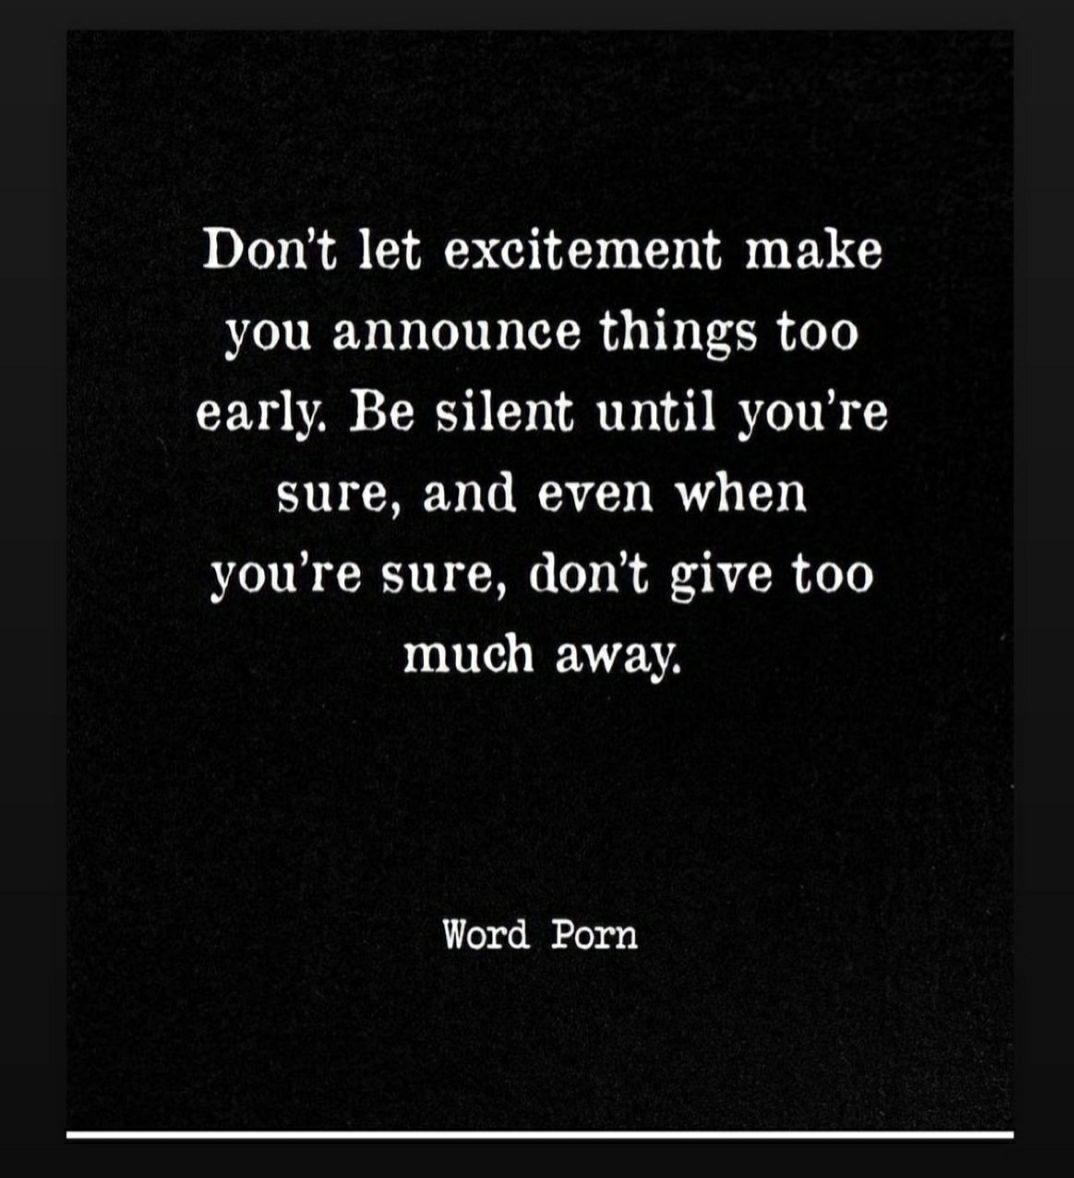 Don't let excitement make
you announce things too
early. Be silent until you're
sure, and even when
you're sure, don't give too
much away.
Word Porn